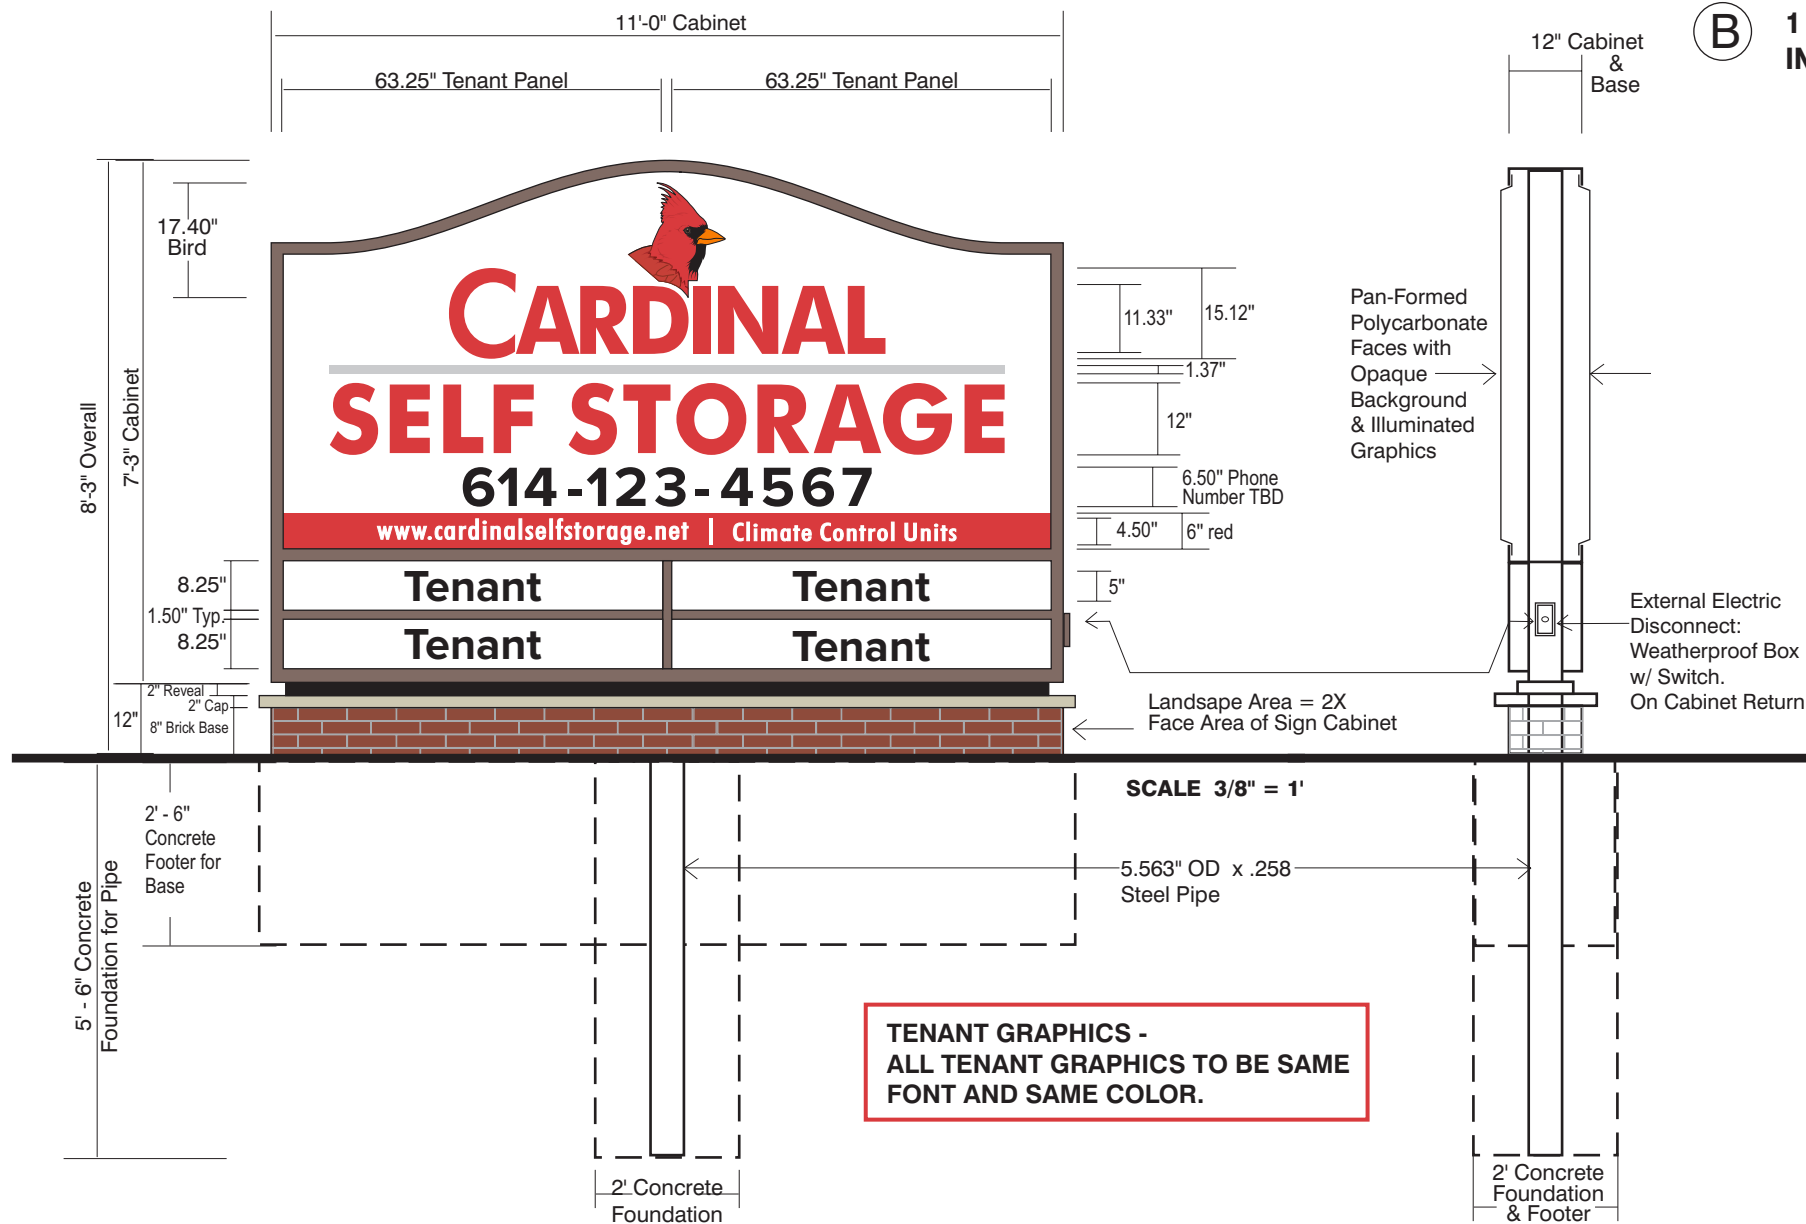 11'-0" Cabinet
63.25" Tenant Panel
63.25" Tenant Panel
12" Cabinet
&
Base
B
1
17.40"
Bird
8'-3" Overall
7'-3" Cabinet
CARDINAL
SELF STORAGE
614-123-4567
www.cardinalselfstorage.net | Climate Control Units
Tenant
Tenant
Tenant
Tenant
11.33"
15.12"
1.37"
12"
6.50" Phone
Number TBD
4.50"
6" red
5"
Pan-Formed
Polycarbonate
Faces with
Opaque
Background
& Illuminated
Graphics
8.25"
1.50" Typ.
8.25"
2" Reveal
2" Cap
12"
8" Brick Base
External Electric
Disconnect:
Weatherproof Box
w/ Switch.
On Cabinet Return
Landsape Area = 2X
Face Area of Sign Cabinet
SCALE 3/8" = 1'
2' - 6"
Concrete
Footer for
Base
5' - 6" Concrete
Foundation for Pipe
5.563" OD x .258
Steel Pipe
TENANT GRAPHICS -
ALL TENANT GRAPHICS TO BE SAME
FONT AND SAME COLOR.
2' Concrete
Foundation
2' Concrete
Foundation
& Footer